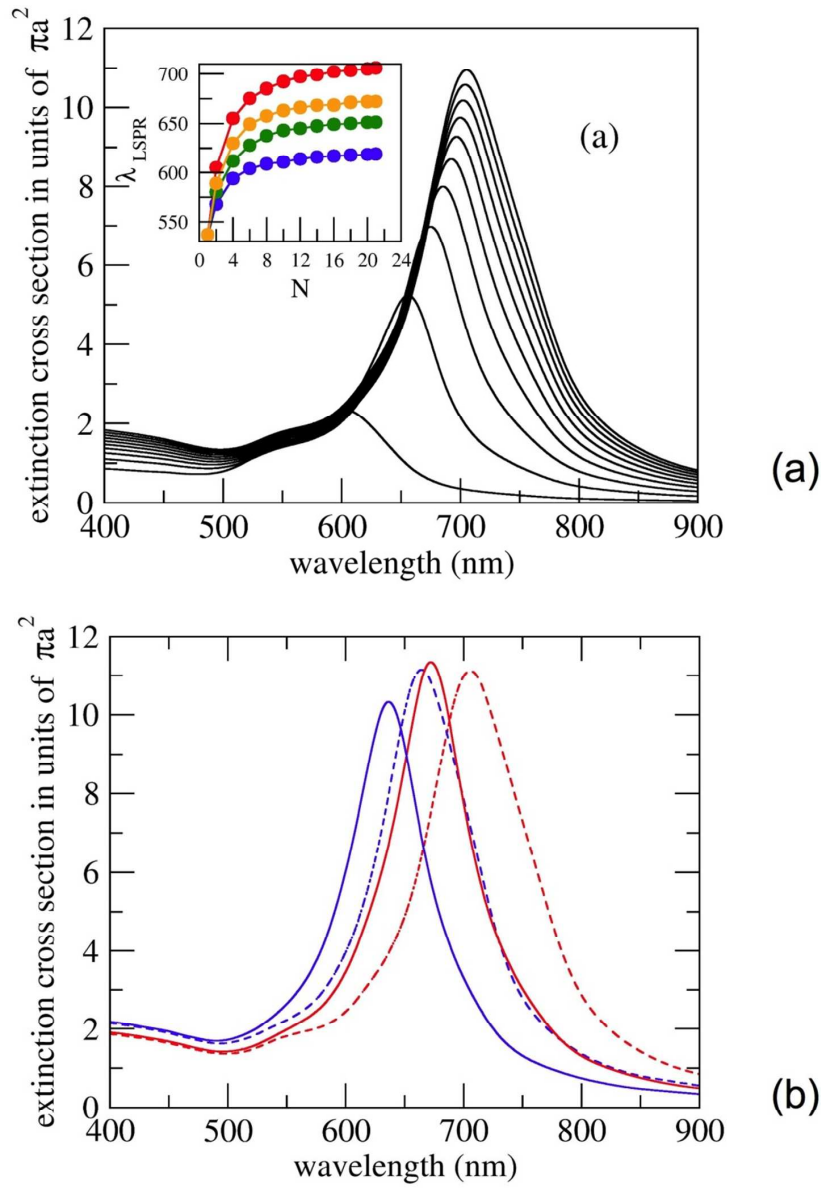 12
10
8
6
4
2
0
extinction cross section in units of πa²
400 500 600 700 800 900
wavelength (nm)
(a)
700
650
600
550
λ LSPR
0 4 8 12 16 20 24
N
(a)
12
10
8
6
4
2
0
extinction cross section in units of πa²
400 500 600 700 800 900
wavelength (nm)
(b)